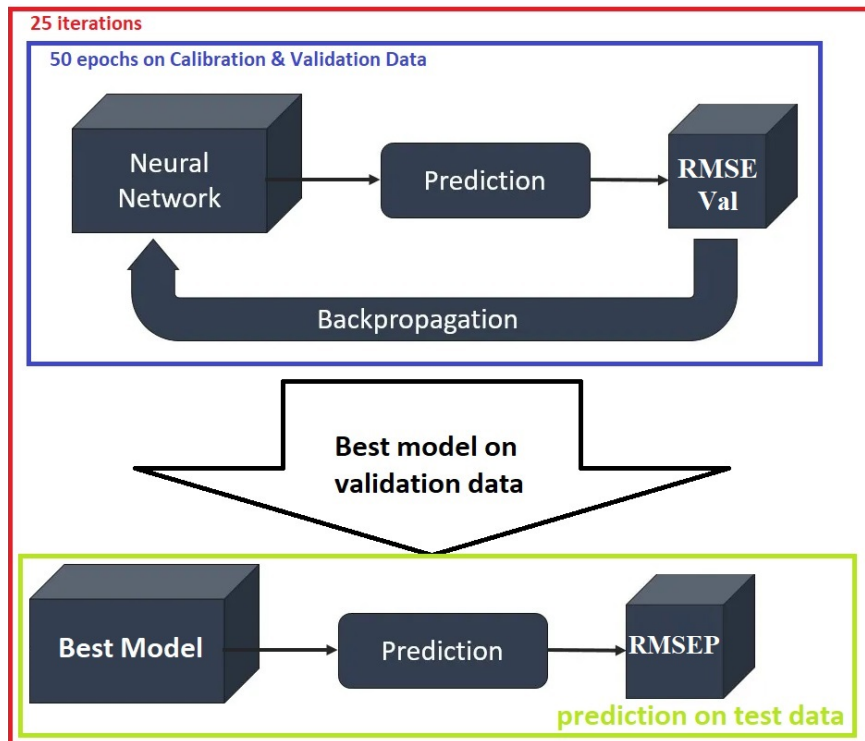 25 iterations
50 epochs on Calibration & Validation Data
Neural
Network
Prediction
RMSE
Val
Backpropagation
Best model on
validation data
Best Model
Prediction
RMSEP
prediction on test data